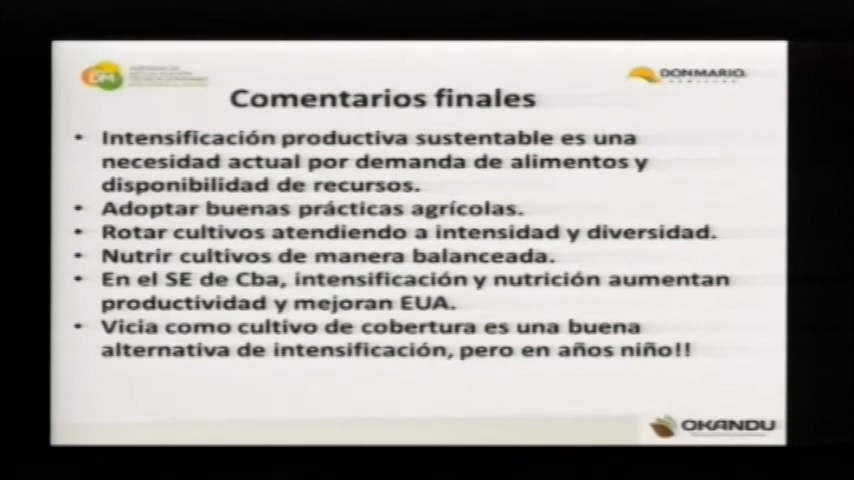 DM
DONMARIO
Comentarios finales
• Intensificación productiva sustentable es una
necesidad actual por demanda de alimentos y
disponibilidad de recursos.
• Adoptar buenas prácticas agrícolas.
• Rotar cultivos atendiendo a intensidad y diversidad.
• Nutrir cultivos de manera balanceada.
• En el SE de Cba, intensificación y nutrición aumentan
productividad y mejoran EUA.
• Vicia como cultivo de cobertura es una buena
alternativa de intensificación, pero en años niño!!
OKANDU